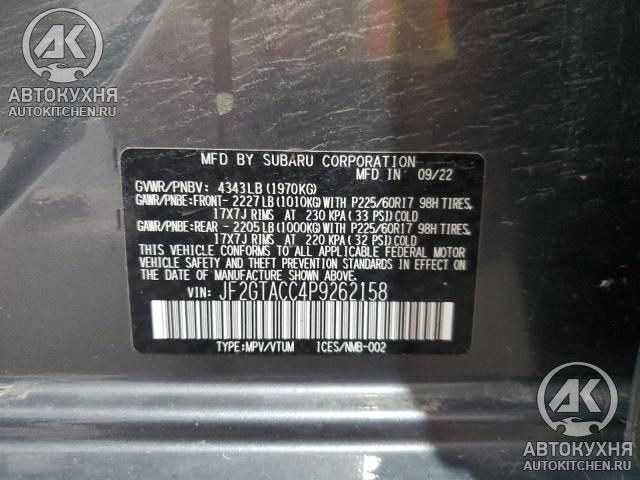 AK
АВТОКУХНЯ
AUTOKITCHEN.RU
MFD BY SUBARU CORPORATION
MFD IN 09/22
GVWR/PNBV: 4343LB (1970KG)
GAWR/PNBE:FRONT- 2227LB (1010KG)WITH P225/60R17 98H TIRES,
17X7J RIMS AT 230 KPA (33 PSI)COLD
GAWR/PNBE:REAR - 2205LB (1000KG)WITH P225/60R17 98H TIRES,
17X7J RIMS AT 220 KPA (32 PSI)COLD
THIS VEHICLE CONFORMS TO ALL APPLICABLE FEDERAL MOTOR
VEHICLE SAFETY STANDARDS IN EFFECT ON THE DATE OF
MANUFACTURE SHOWN ABOVE.
VIN: JF2GTACC4P9262158
TYPE:MPV/VTUM ICES/NMB-002
AK
АВТОКУХНЯ
AUTOKITCHEN.RU